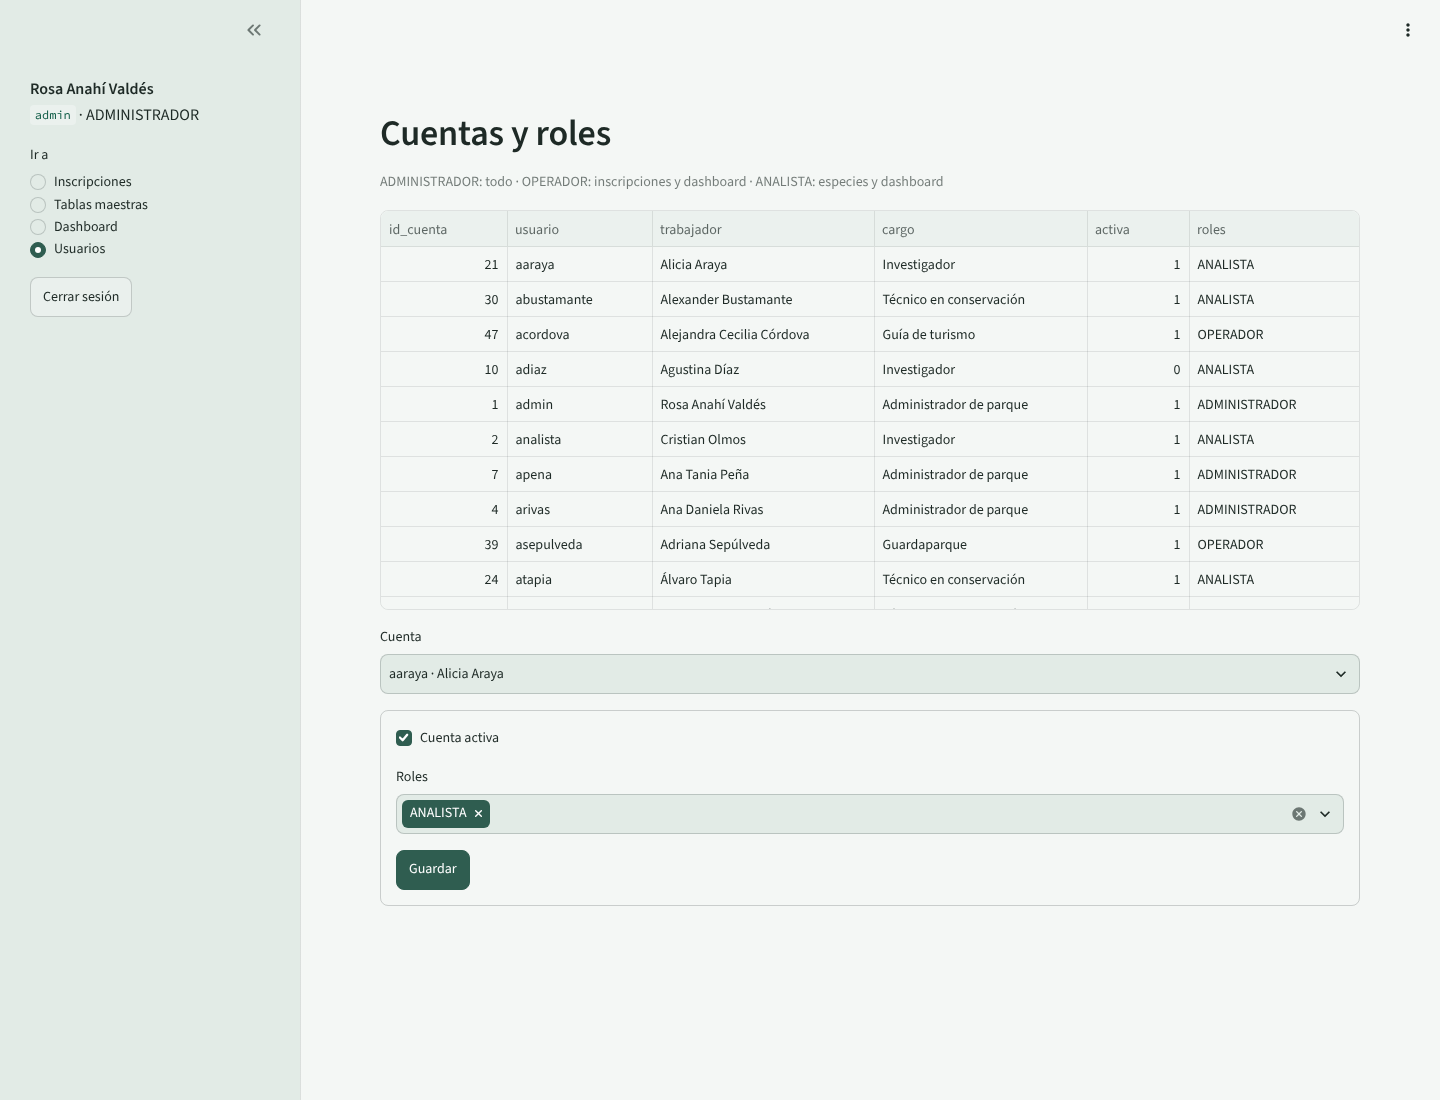 Rosa Anahí Valdés
admin · ADMINISTRADOR
Ir a
Inscripciones
Tablas maestras
Dashboard
Usuarios
Cerrar sesión
Cuentas y roles
ADMINISTRADOR: todo · OPERADOR: inscripciones y dashboard · ANALISTA: especies y dashboard
id_cuenta usuario trabajador cargo activa roles
21 aaraya Alicia Araya Investigador 1 ANALISTA
30 abustamante Alexander Bustamante Técnico en conservación 1 ANALISTA
47 acordova Alejandra Cecilia Córdova Guía de turismo 1 OPERADOR
10 adiaz Agustina Díaz Investigador 0 ANALISTA
1 admin Rosa Anahí Valdés Administrador de parque 1 ADMINISTRADOR
2 analista Cristian Olmos Investigador 1 ANALISTA
7 apena Ana Tania Peña Administrador de parque 1 ADMINISTRADOR
4 arivas Ana Daniela Rivas Administrador de parque 1 ADMINISTRADOR
39 asepulveda Adriana Sepúlveda Guardaparque 1 OPERADOR
24 atapia Álvaro Tapia Técnico en conservación 1 ANALISTA
Cuenta
aaraya · Alicia Araya
Cuenta activa
Roles
ANALISTA
Guardar